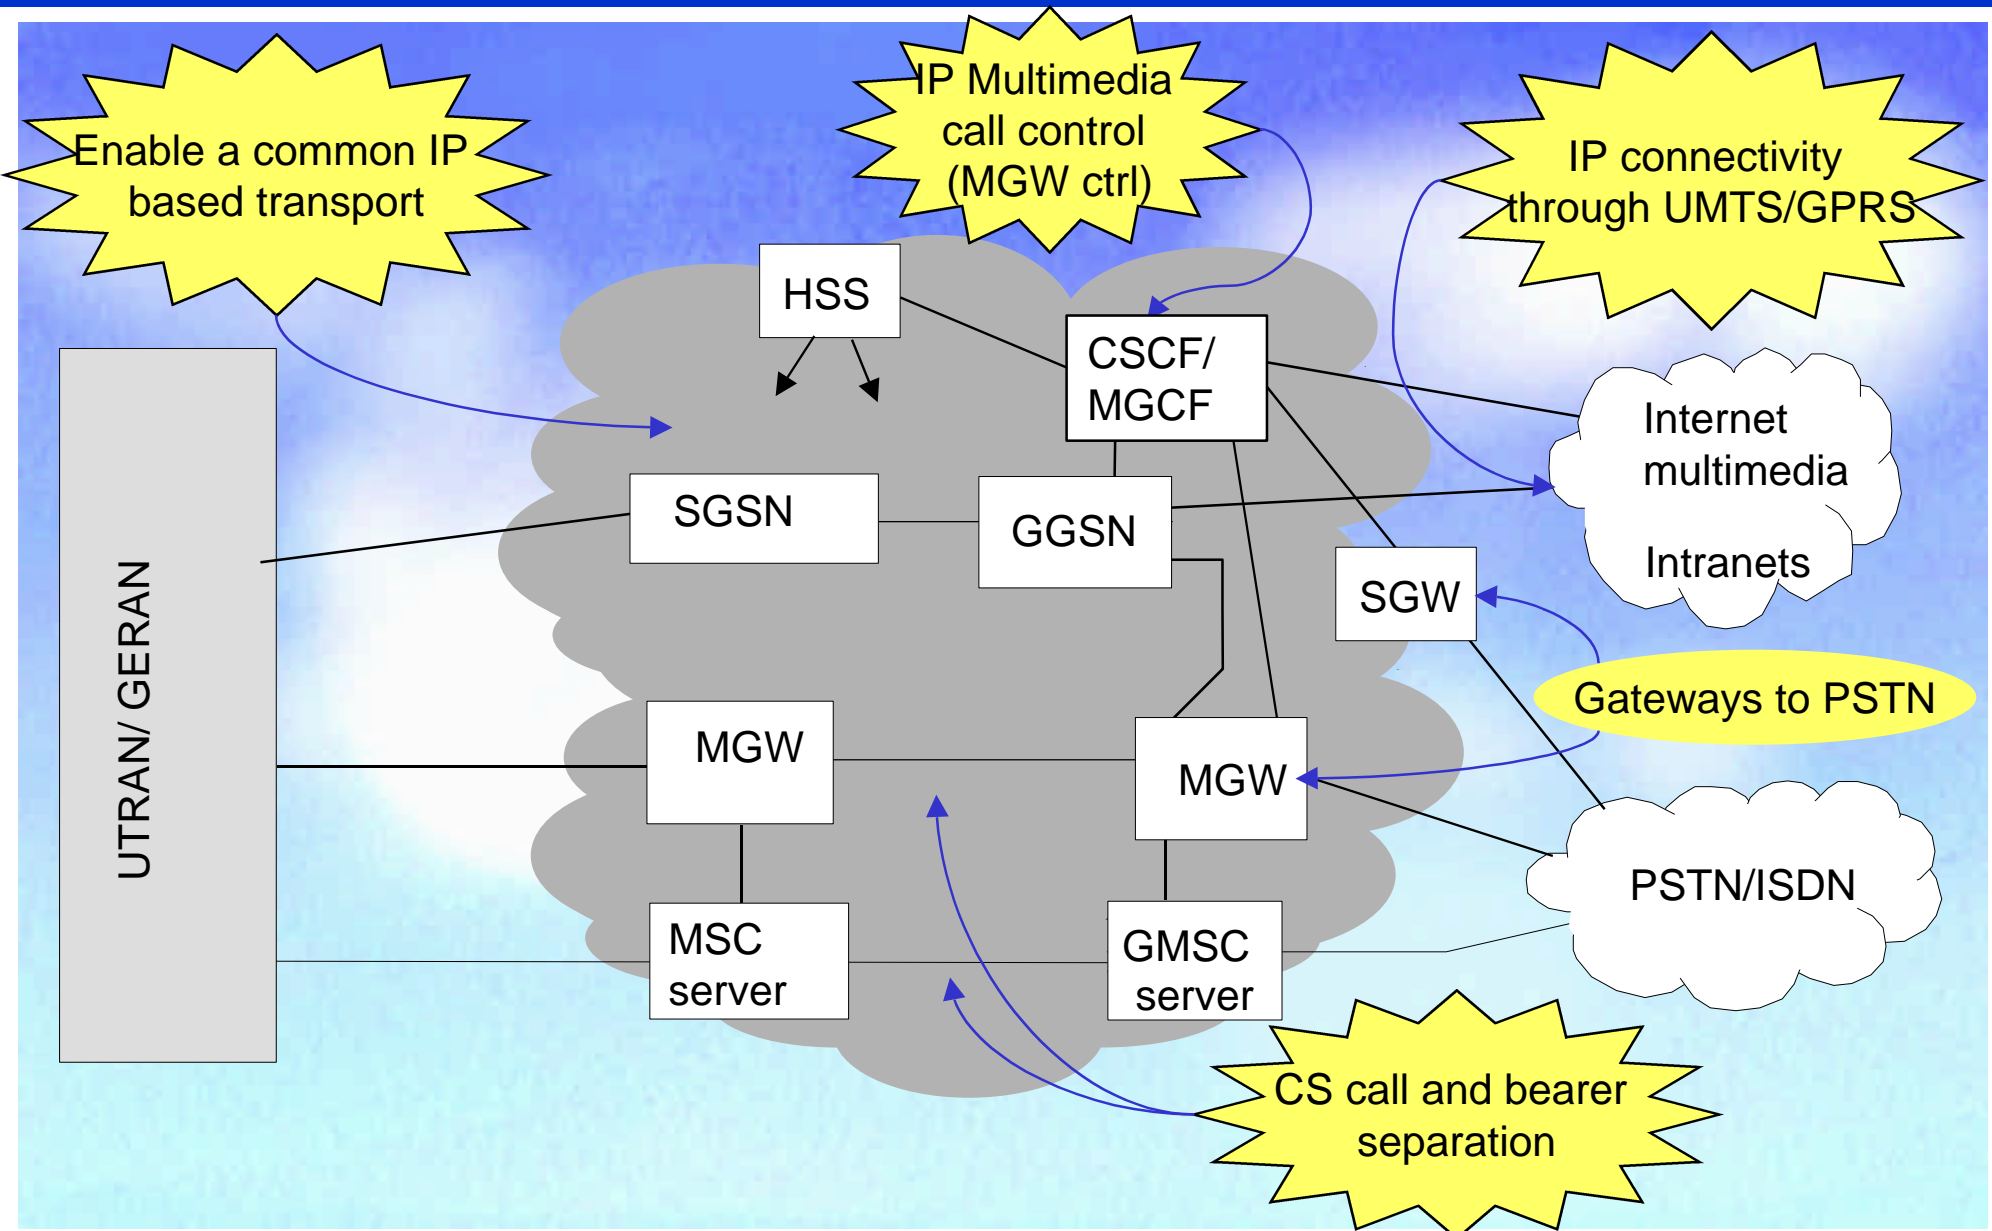 Enable a common IP
based transport
IP Multimedia
call control
(MGW ctrl)
IP connectivity
through UMTS/GPRS
HSS
CSCF/
MGCF
Internet
multimedia
Intranets
SGSN
GGSN
SGW
UTRAN/ GERAN
Gateways to PSTN
MGW
MGW
PSTN/ISDN
MSC
server
GMSC
server
CS call and bearer
separation